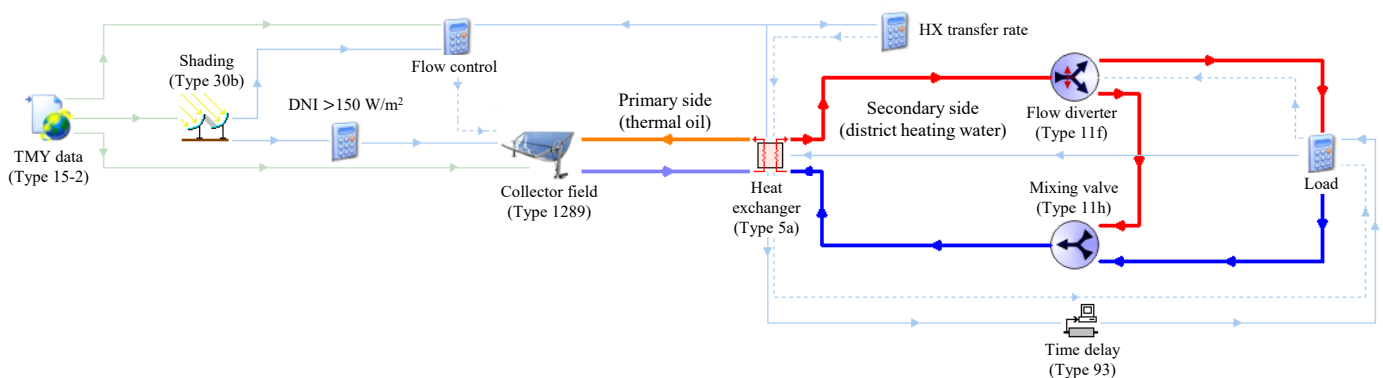 HX transfer rate
Shading
(Type 30b)
Flow control
DNI >150 W/m²
TMY data
(Type 15-2)
Collector field
(Type 1289)
Primary side
(thermal oil)
Heat
exchanger
(Type 5a)
Secondary side
(district heating water)
Flow diverter
(Type 11f)
Mixing valve
(Type 11h)
Load
Time delay
(Type 93)